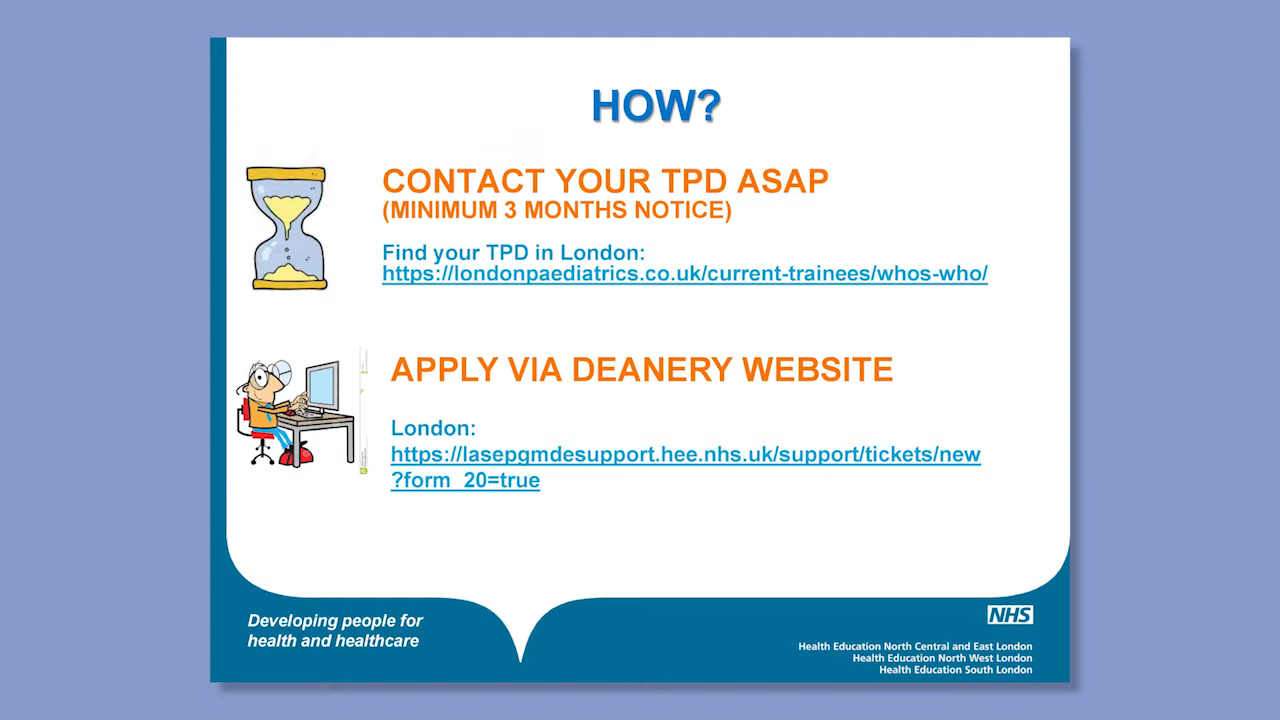 HOW?
CONTACT YOUR TPD ASAP
(MINIMUM 3 MONTHS NOTICE)
Find your TPD in London:
https://londonpaediatrics.co.uk/current-trainees/whos-who/
APPLY VIA DEANERY WEBSITE
London:
https://lasepgmdesupport.hee.nhs.uk/support/tickets/new
?form_20=true
Developing people for
health and healthcare
NHS
Health Education North Central and East London
Health Education North West London
Health Education South London